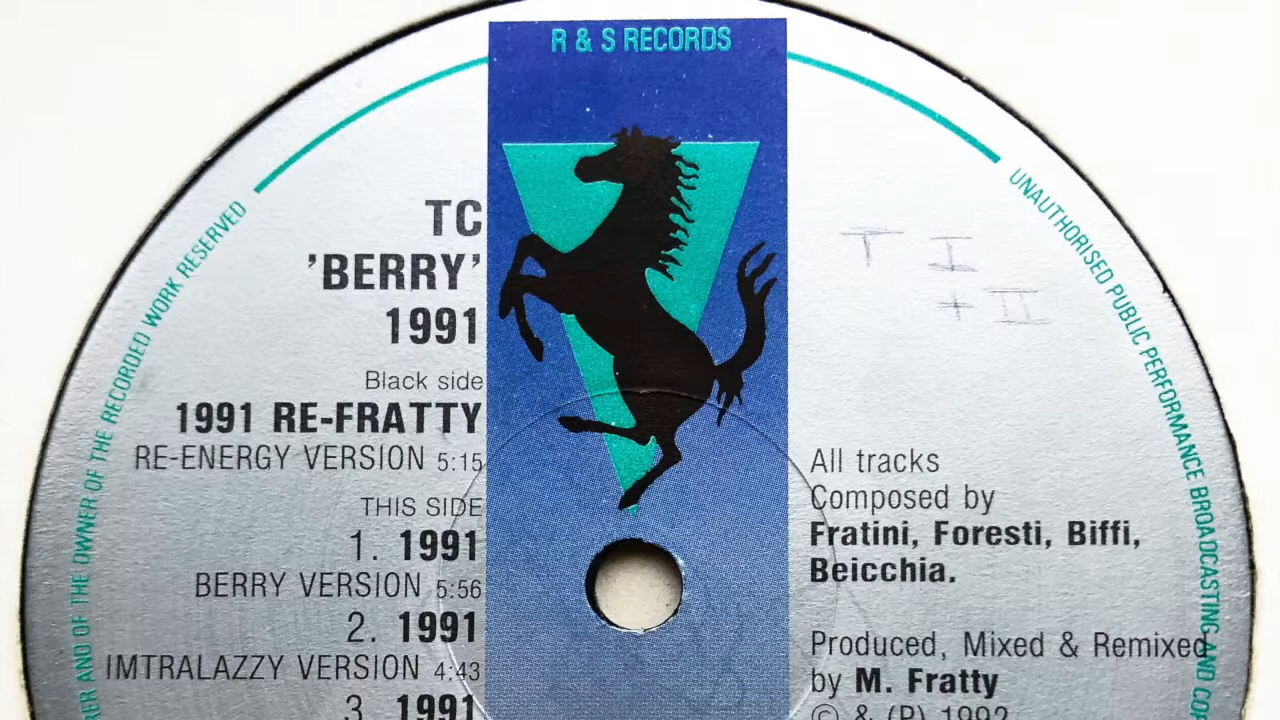 R & S RECORDS
TC
'BERRY'
1991
Black side
1991 RE-FRATTY
RE-ENERGY VERSION 5:15
THIS SIDE
1. 1991
BERRY VERSION 5:56
2. 1991
IMTRALAZZY VERSION 4:43
3. 1991
T I
+ II
All tracks
Composed by
Fratini, Foresti, Biffi,
Beicchia.
Produced, Mixed & Remixed
by M. Fratty
© & (P) 1992
AND OF THE OWNER OF THE RECORDED WORK RESERVED
UNAUTHORISED PUBLIC PERFORMANCE BROADCASTING AND